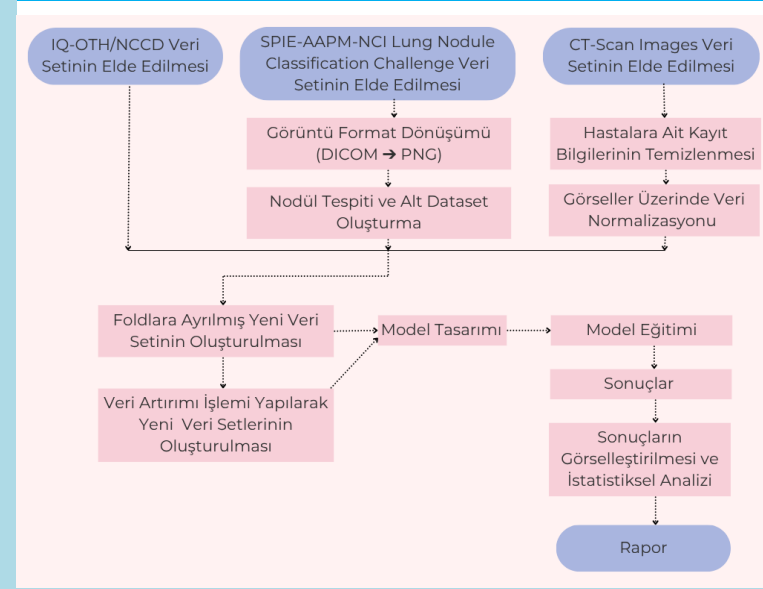 IQ-OTH/NCCD Veri
Setinin Elde Edilmesi
SPIE-AAPM-NCI Lung Nodule
Classification Challenge Veri
Setinin Elde Edilmesi
CT-Scan Images Veri
Setinin Elde Edilmesi
Görüntü Format Dönüşümü
(DICOM ➔ PNG)
Hastalara Ait Kayıt
Bilgilerinin Temizlenmesi
Nodül Tespiti ve Alt Dataset
Oluşturma
Görseller Üzerinde Veri
Normalizasyonu
Foldlara Ayrılmış Yeni Veri
Setinin Oluşturulması
Model Tasarımı
Model Eğitimi
Veri Artırımı İşlemi Yapılarak
Yeni Veri Setlerinin
Oluşturulması
Sonuçlar
Sonuçların
Görselleştirilmesi ve
İstatistiksel Analizi
Rapor